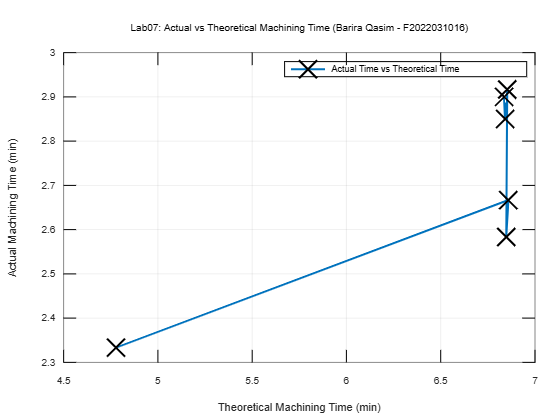 Lab07: Actual vs Theoretical Machining Time (Barira Qasim - F2022031016)
Actual Time vs Theoretical Time
Actual Machining Time (min)
3
2.9
2.8
2.7
2.6
2.5
2.4
2.3
4.5 5 5.5 6 6.5 7
Theoretical Machining Time (min)